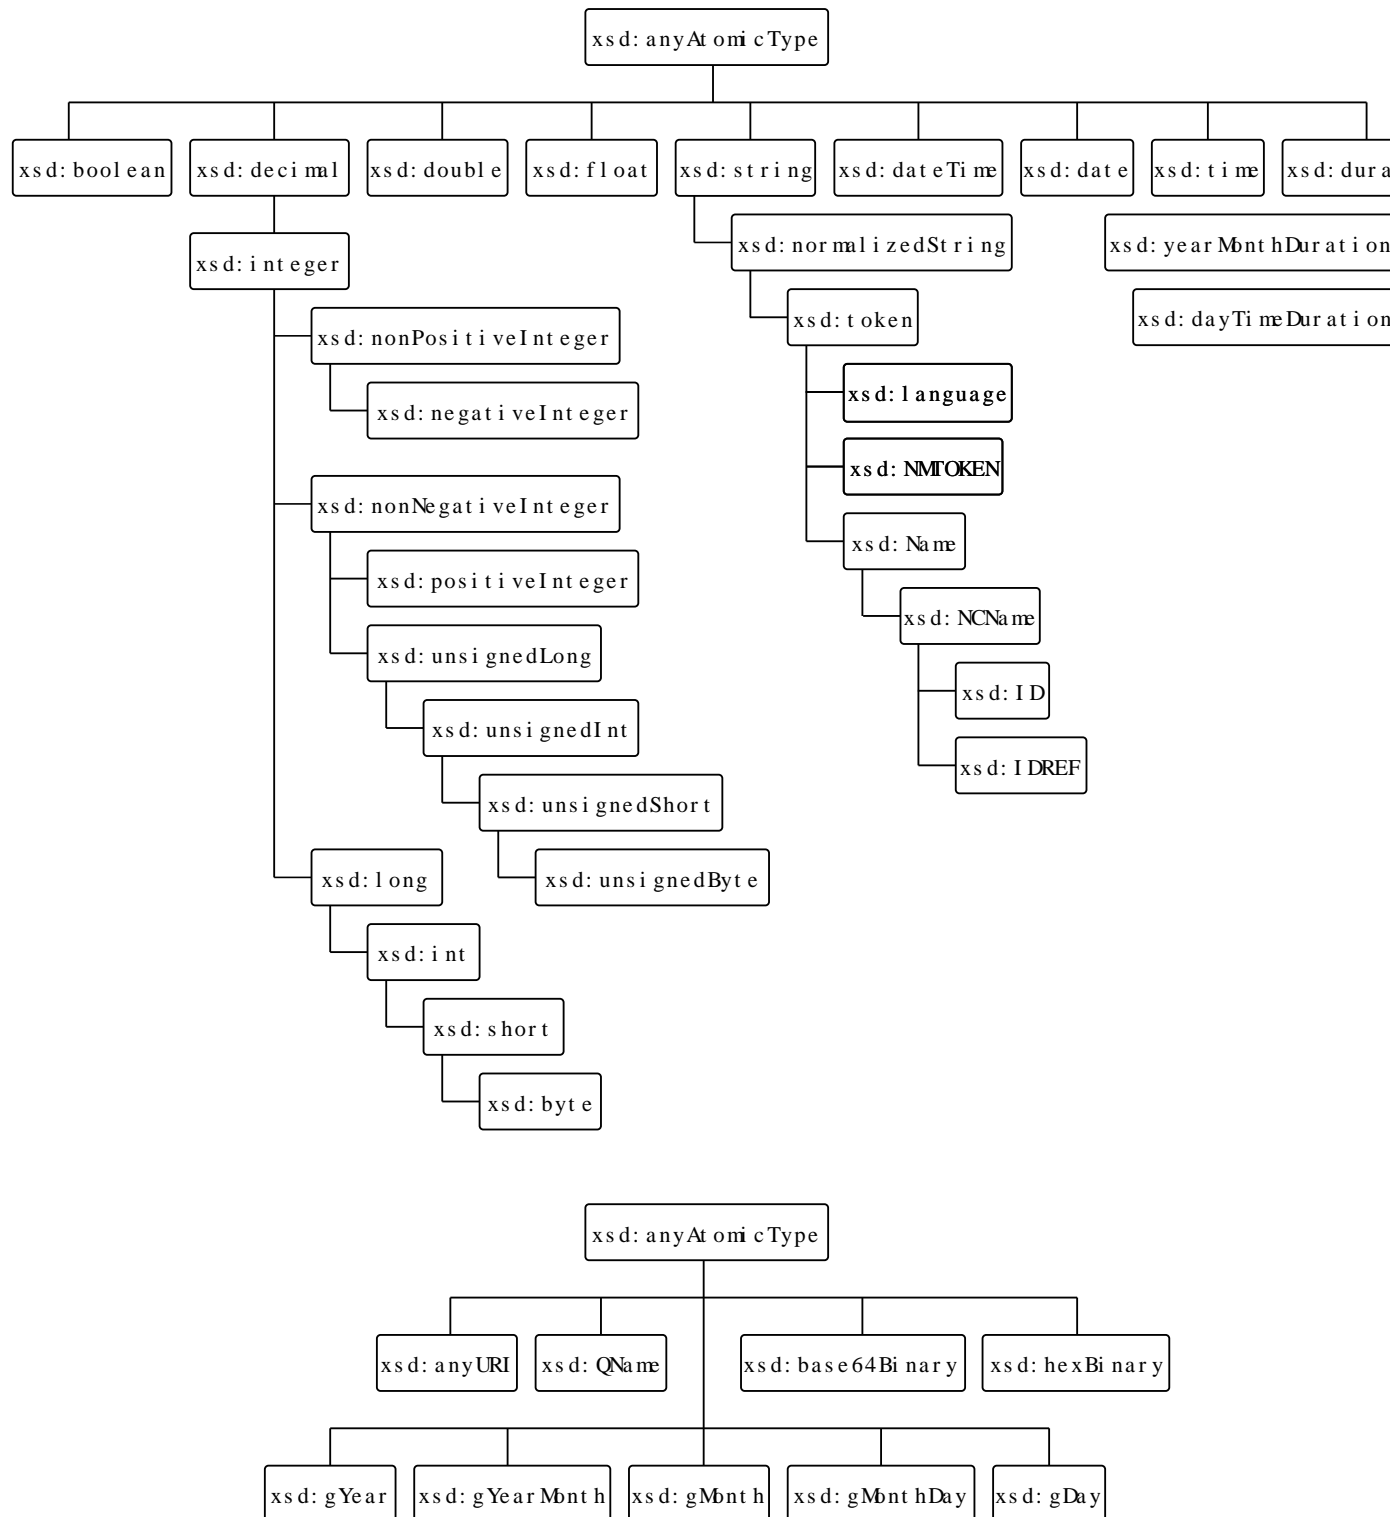 xsd:anyAtomicType
xsd:boolean xsd:decimal xsd:double xsd:float xsd:string xsd:dateTime xsd:date xsd:time xsd:dura
xsd:normalizedString xsd:yearMonthDuration
xsd:integer
xsd:token xsd:dayTimeDuration
xsd:nonPositiveInteger
xsd:language
xsd:negativeInteger
xsd:NMTOKEN
xsd:nonNegativeInteger
xsd:Name
xsd:positiveInteger
xsd:NCName
xsd:unsignedLong
xsd:ID
xsd:unsignedInt
xsd:IDREF
xsd:unsignedShort
xsd:long xsd:unsignedByte
xsd:int
xsd:short
xsd:byte
xsd:anyAtomicType
xsd:anyURI xsd:QName xsd:base64Binary xsd:hexBinary
xsd:gYear xsd:gYearMonth xsd:gMonth xsd:gMonthDay xsd:gDay